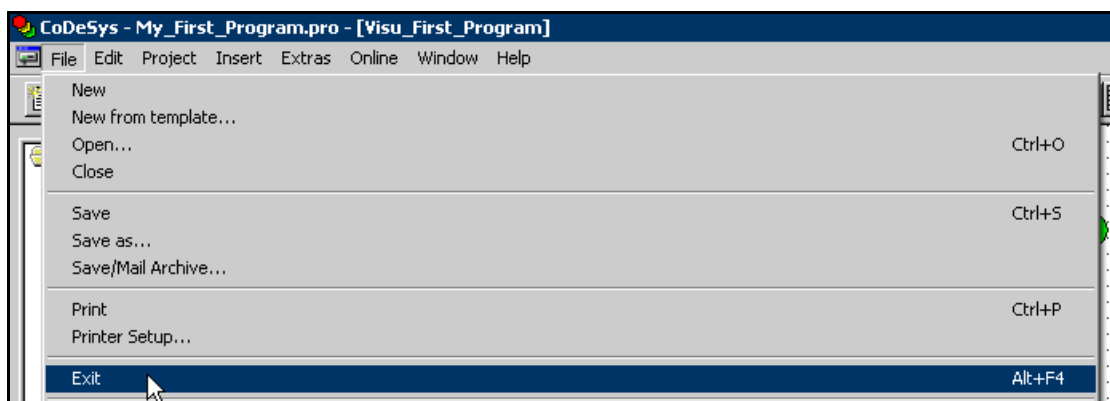 CoDeSys - My_First_Program.pro - [Visu_First_Program]
File Edit Project Insert Extras Online Window Help
New
New from template...
Open... Ctrl+O
Close
Save Ctrl+S
Save as...
Save/Mail Archive...
Print Ctrl+P
Printer Setup...
Exit Alt+F4